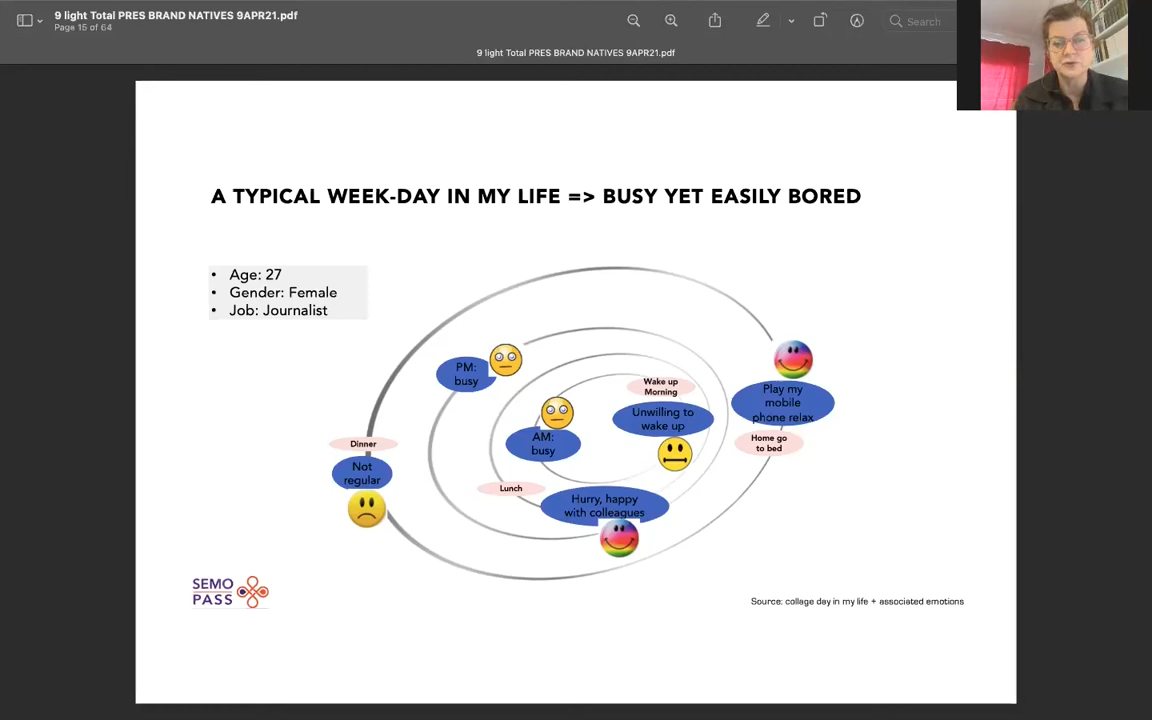 9 light Total PRES BRAND NATIVES 9APR21.pdf
Page 15 of 64
Search
9 light Total PRES BRAND NATIVES 9APR21.pdf
A TYPICAL WEEK-DAY IN MY LIFE => BUSY YET EASILY BORED
• Age: 27
• Gender: Female
• Job: Journalist
PM:
busy
Wake up
Morning
Unwilling to
wake up
Play my
mobile
phone relax
Home go
to bed
AM:
busy
Dinner
Not
regular
Lunch
Hurry, happy
with colleagues
SEMO
PASS
Source: collage day in my life + associated emotions